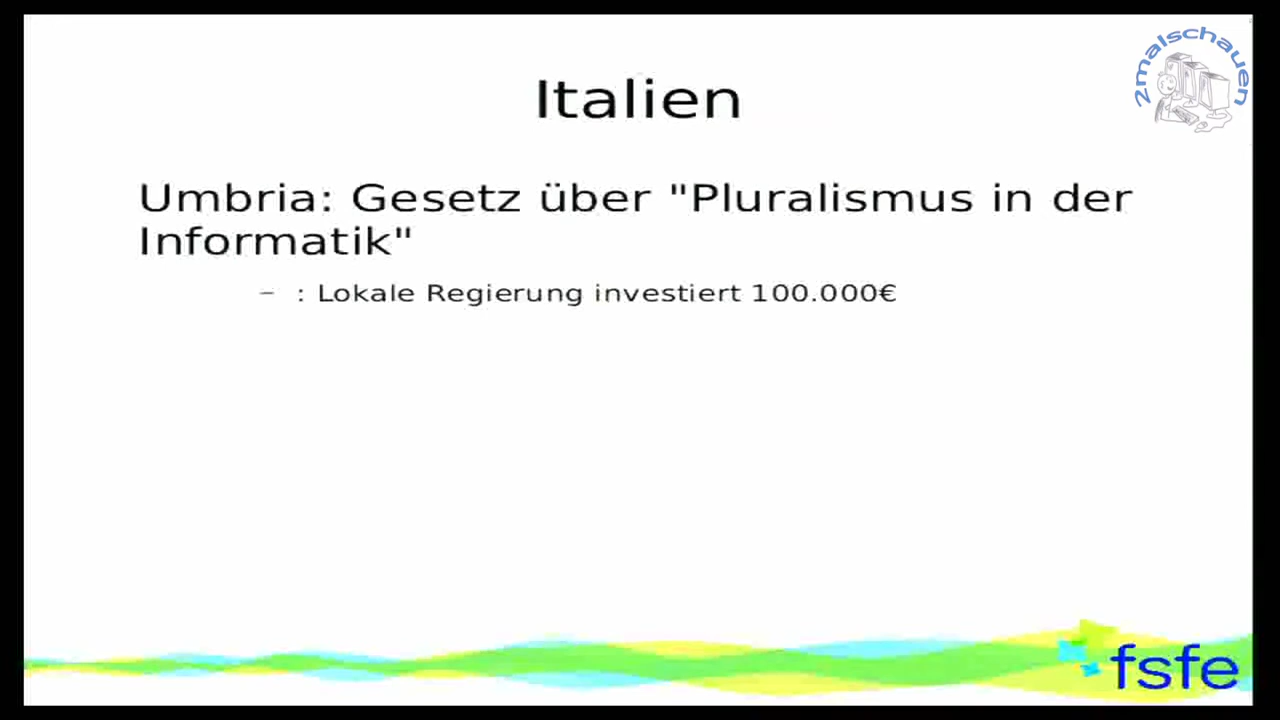 2malschauen
Italien
Umbria: Gesetz über "Pluralismus in der
Informatik"
– : Lokale Regierung investiert 100.000€
fsfe